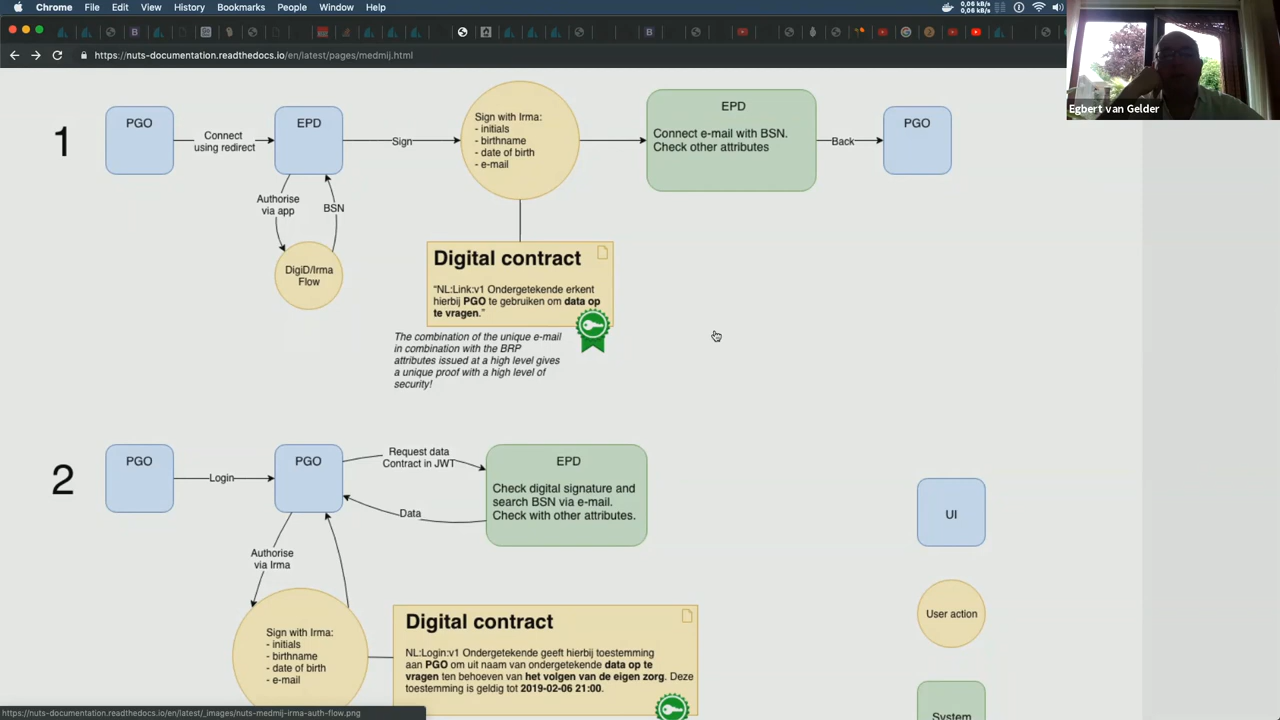 Chrome File Edit View History Bookmarks People Window Help
0,06 kB/s
0,06 kB/s
https://nuts-documentation.readthedocs.io/en/latest/pages/medmij.html
Egbert van Gelder
1
PGO
Connect
using redirect
EPD
Sign
Sign with Irma:
- initials
- birthname
- date of birth
- e-mail
EPD
Connect e-mail with BSN.
Check other attributes
Back
PGO
Authorise
via app
BSN
DigiD/Irma
Flow
Digital contract
"NL:Link:v1 Ondergetekende erkent
hierbij PGO te gebruiken om data op
te vragen."
The combination of the unique e-mail
in combination with the BRP
attributes issued at a high level gives
a unique proof with a high level of
security!
2
PGO
Login
PGO
Request data
Contract in JWT
Data
EPD
Check digital signature and
search BSN via e-mail.
Check with other attributes.
UI
Authorise
via Irma
User action
Sign with Irma:
- initials
- birthname
- date of birth
- e-mail
Digital contract
NL:Login:v1 Ondergetekende geeft hierbij toestemming
aan PGO om uit naam van ondergetekende data op te
vragen ten behoeven van het volgen van de eigen zorg. Deze
toestemming is geldig tot 2019-02-06 21:00.
System
https://nuts-documentation.readthedocs.io/en/latest/_images/nuts-medmij-irma-auth-flow.png